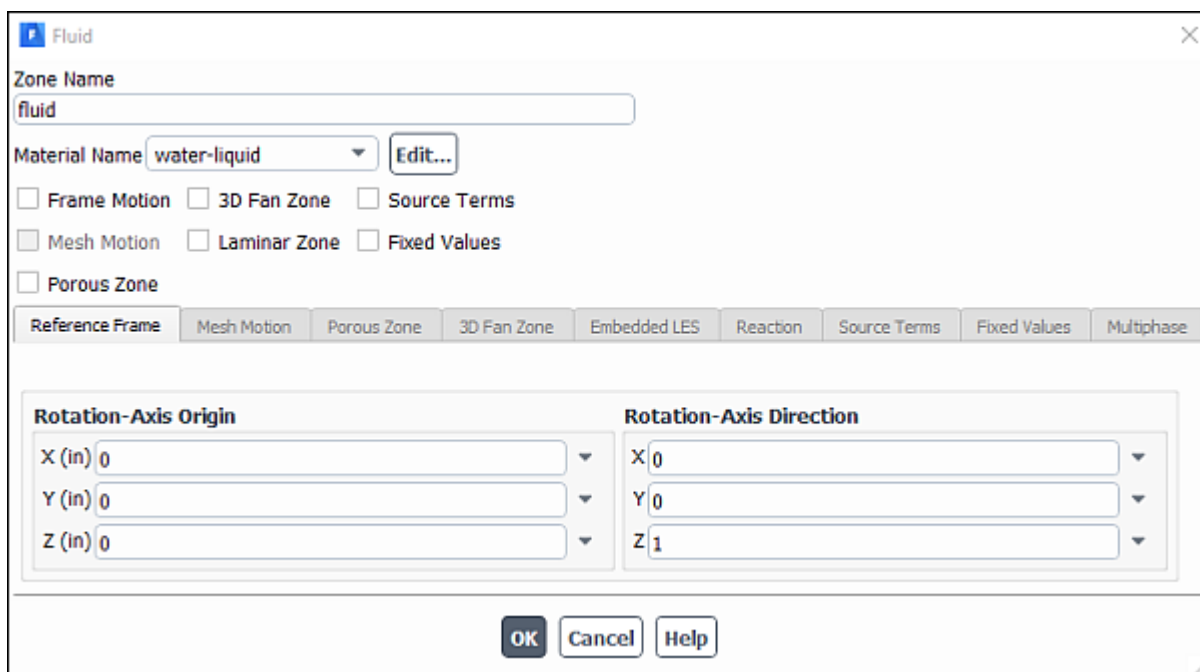 Fluid
Zone Name
fluid
Material Name water-liquid Edit...
Frame Motion 3D Fan Zone Source Terms
Mesh Motion Laminar Zone Fixed Values
Porous Zone
Reference Frame Mesh Motion Porous Zone 3D Fan Zone Embedded LES Reaction Source Terms Fixed Values Multiphase
Rotation-Axis Origin Rotation-Axis Direction
X (in) 0 X 0
Y (in) 0 Y 0
Z (in) 0 Z 1
OK Cancel Help